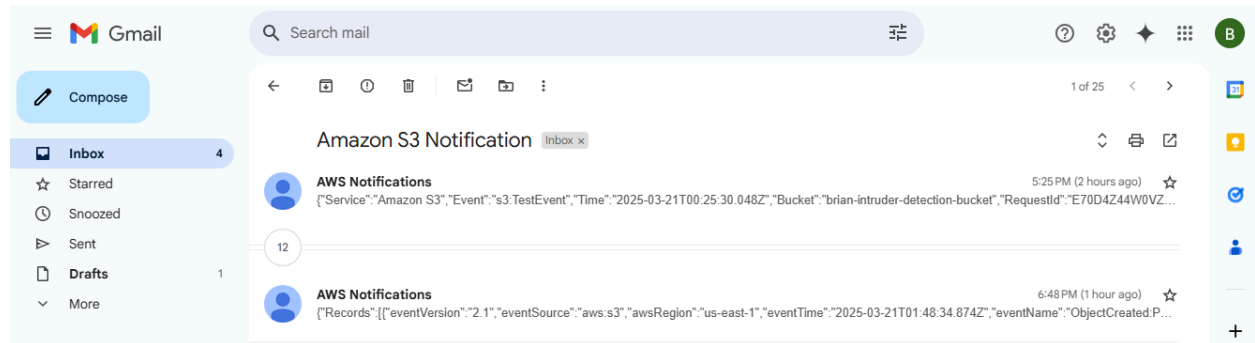 Gmail
Search mail
B
Compose
1 of 25
Amazon S3 Notification Inbox ×
Inbox 4
Starred
Snoozed
Sent
Drafts 1
More
AWS Notifications 5:25 PM (2 hours ago)
{"Service":"Amazon S3","Event":"s3:TestEvent","Time":"2025-03-21T00:25:30.048Z","Bucket":"brian-intruder-detection-bucket","RequestId":"E70D4Z44W0VZ...
12
AWS Notifications 6:48 PM (1 hour ago)
{"Records":[{"eventVersion":"2.1","eventSource":"aws:s3","awsRegion":"us-east-1","eventTime":"2025-03-21T01:48:34.874Z","eventName":"ObjectCreated:P...
31